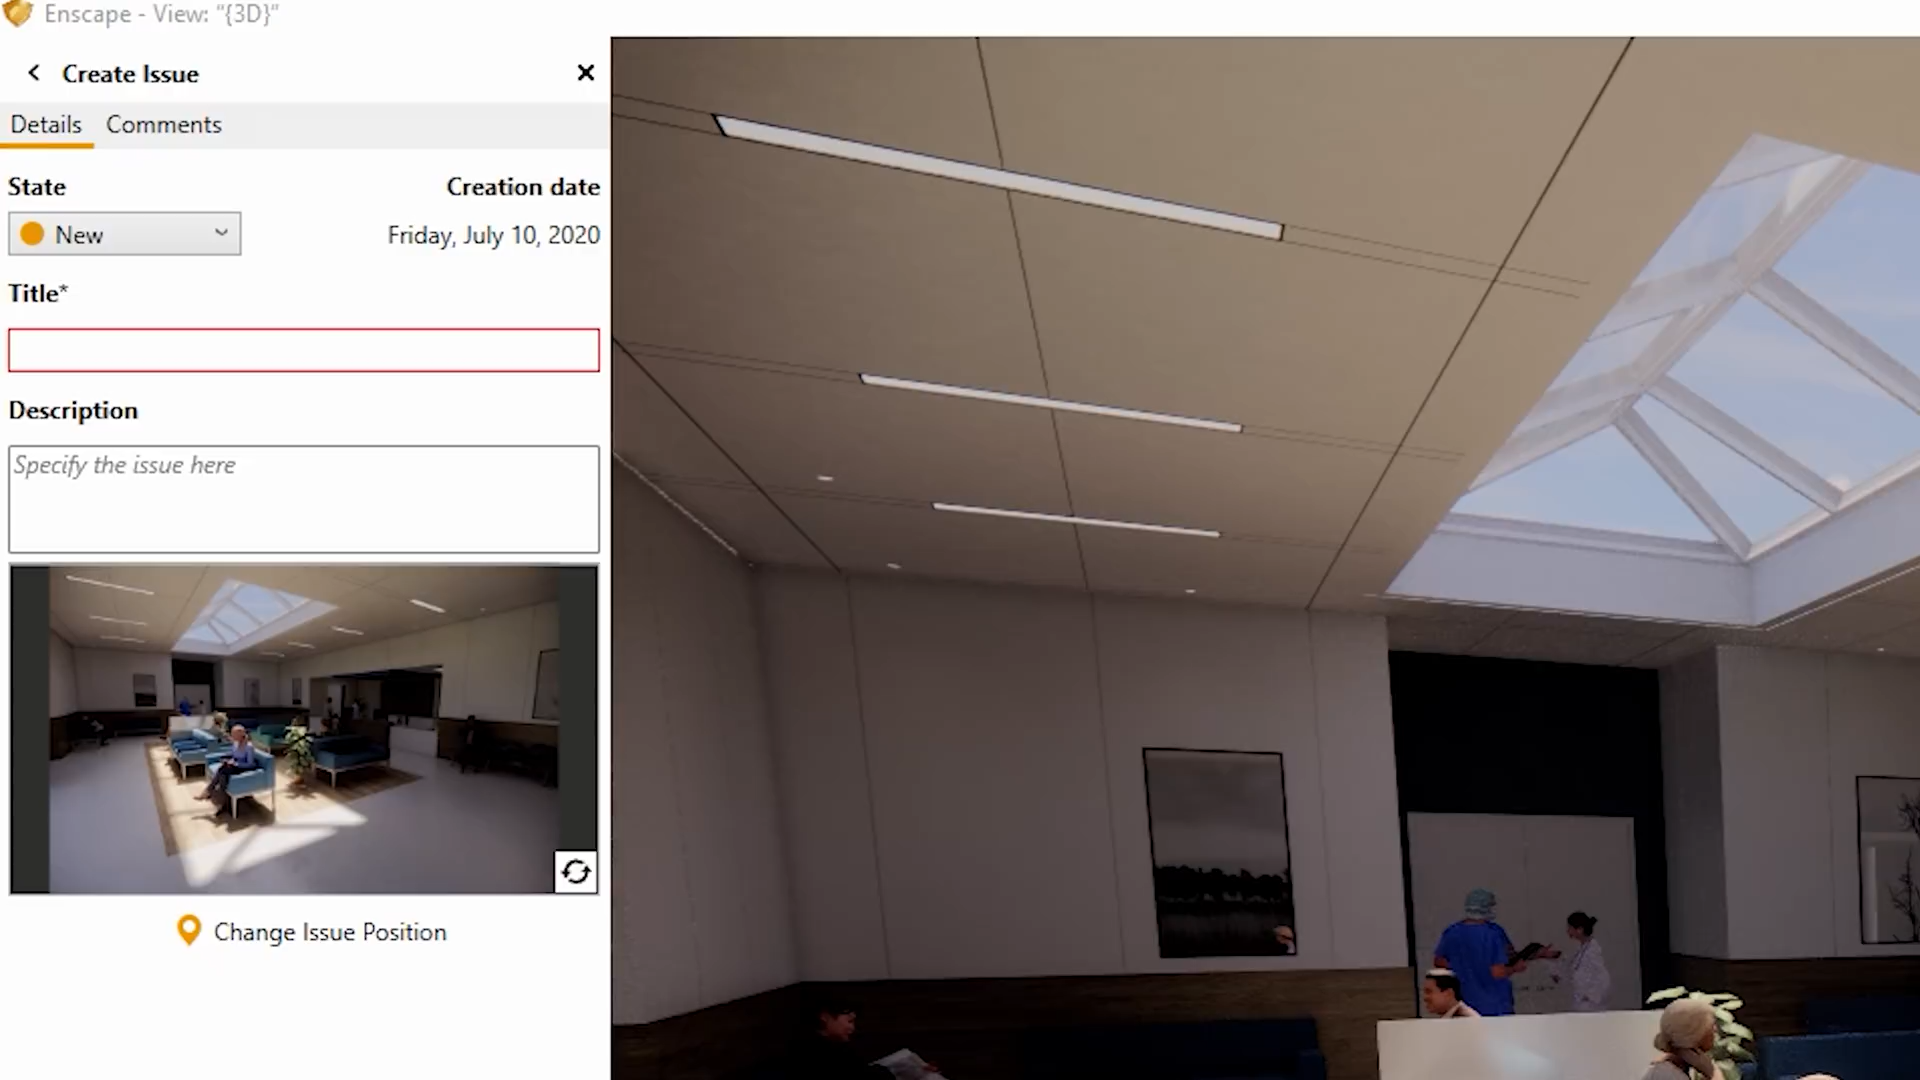 Enscape - View: "{3D}"
Create Issue
Details Comments
State Creation date
New Friday, July 10, 2020
Title*
Description
Specify the issue here
Change Issue Position